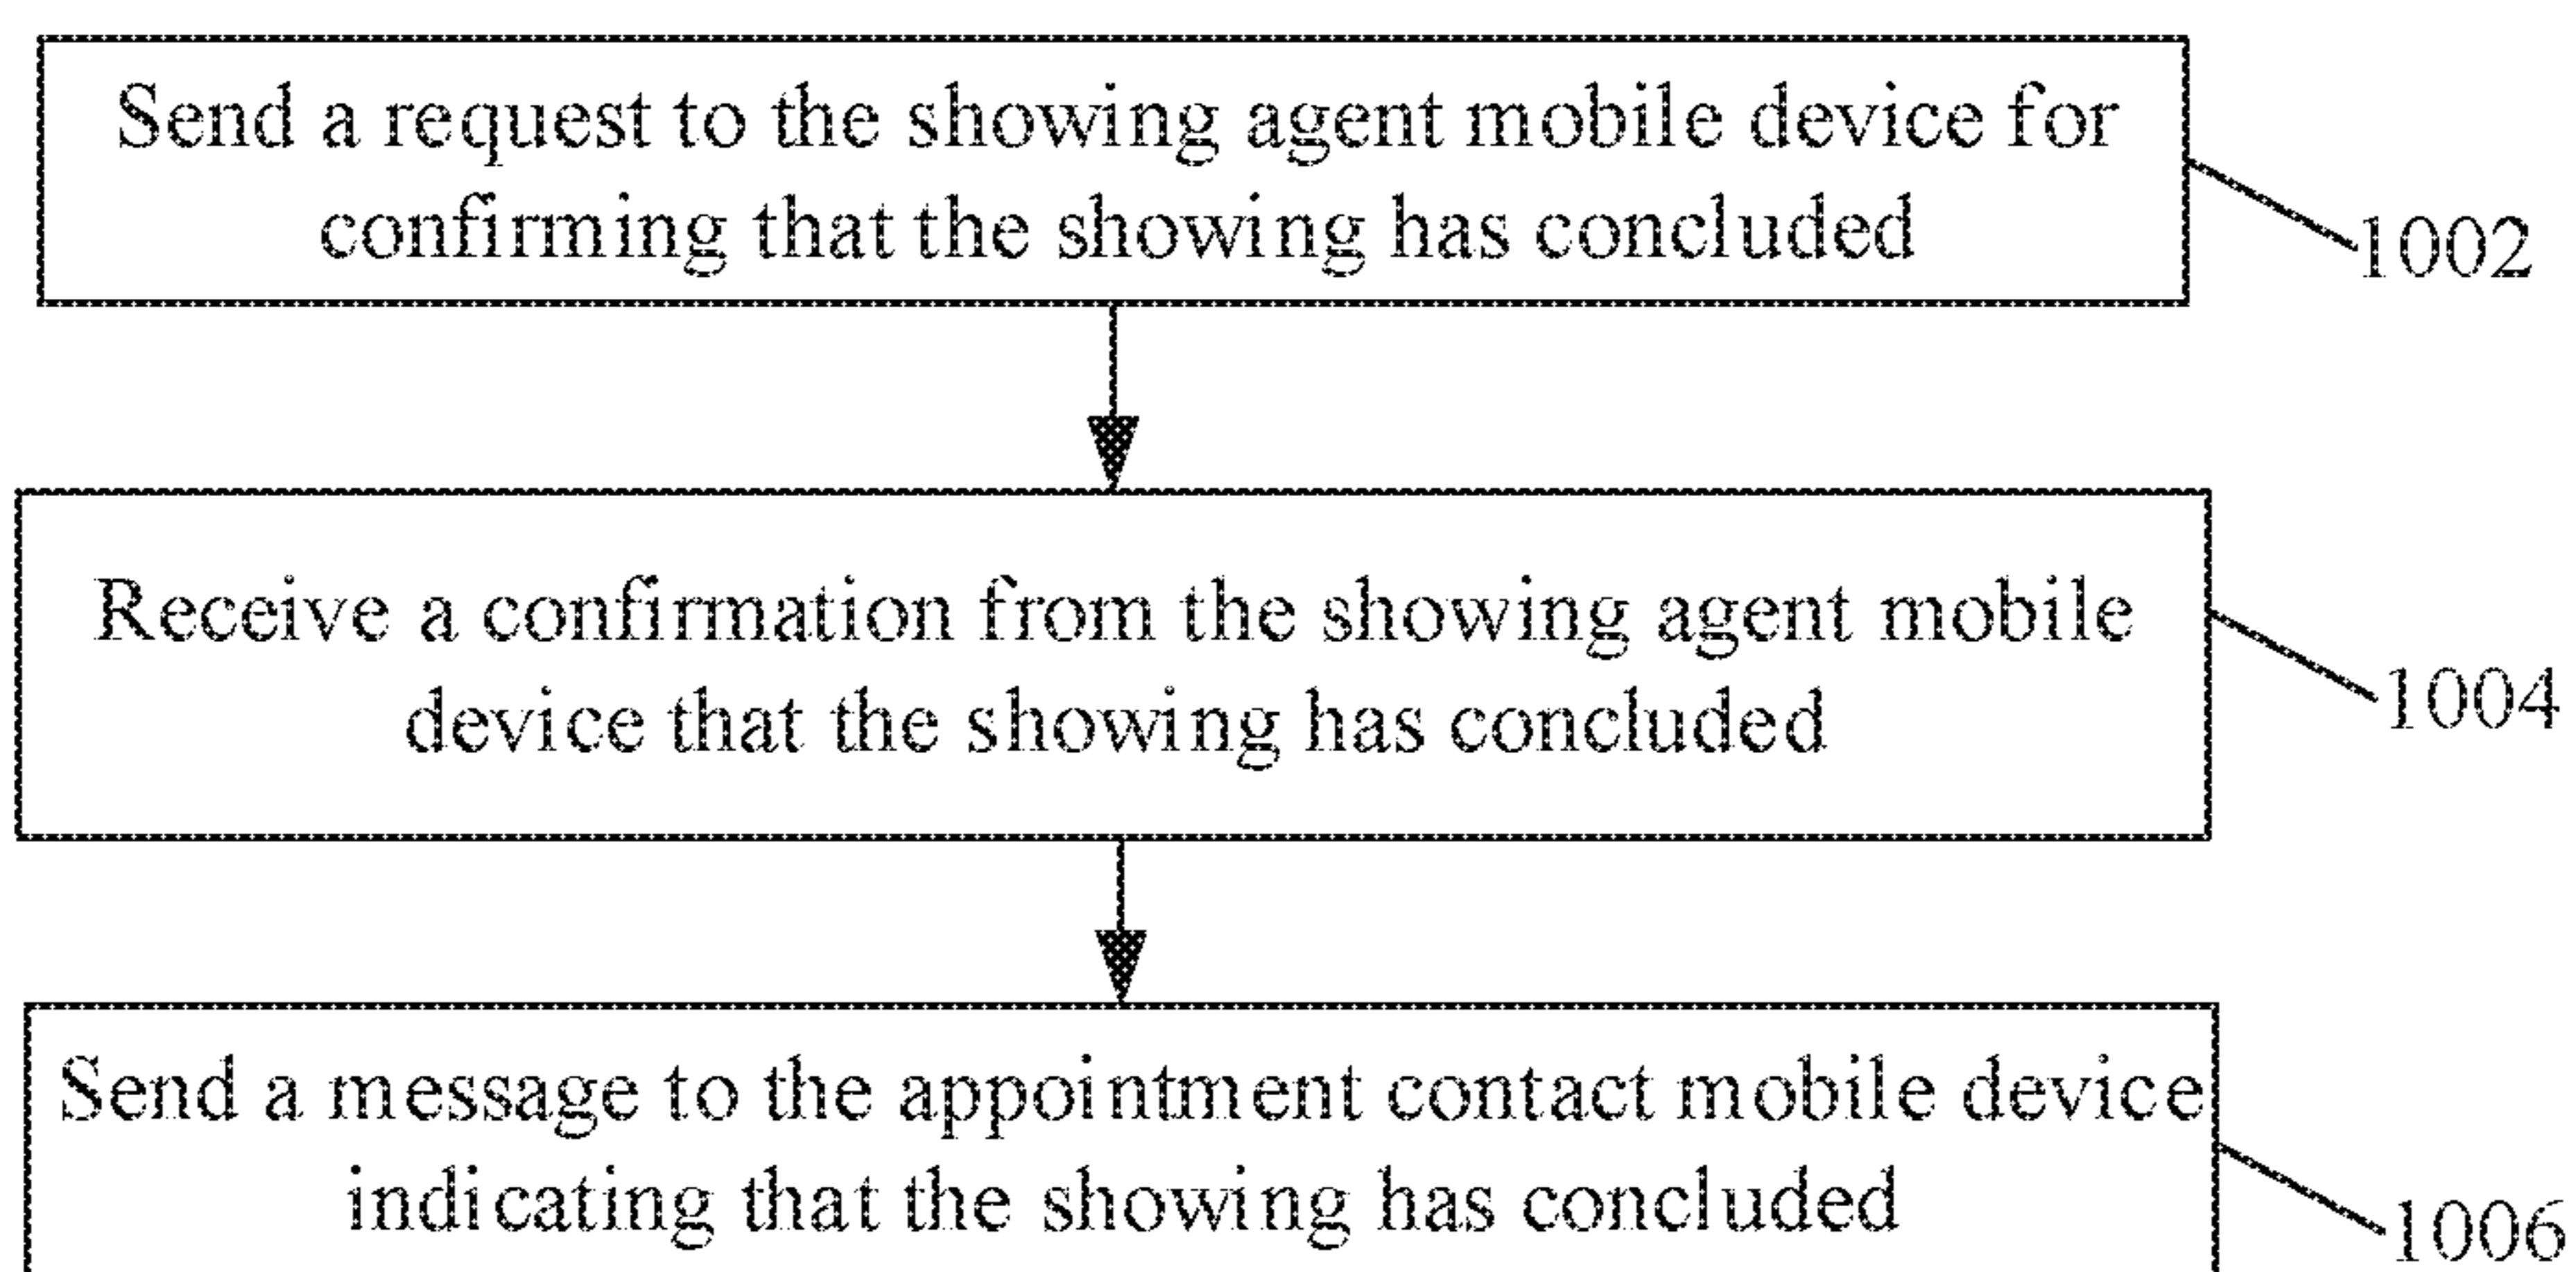 Send a request to the showing agent mobile device for
confirming that the showing has concluded
1002
Receive a confirmation from the showing agent mobile
device that the showing has concluded
1004
Send a message to the appointment contact mobile device
indicating that the showing has concluded
1006